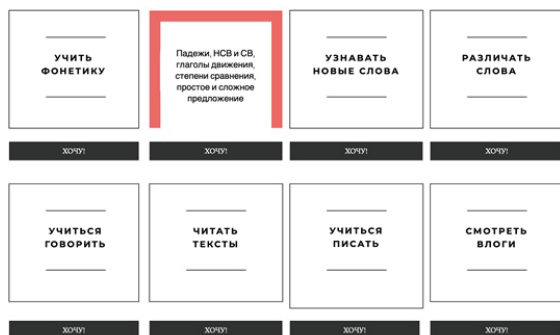 УЧИТЬ
ФОНЕТИКУ
Падежи, НСВ и СВ,
глаголы движения,
степени сравнения,
простое и сложное
предложение
УЗНАВАТЬ
НОВЫЕ СЛОВА
РАЗЛИЧАТЬ
СЛОВА
ХОЧУ!
ХОЧУ!
ХОЧУ!
ХОЧУ!
УЧИТЬСЯ
ГОВОРИТЬ
ЧИТАТЬ
ТЕКСТЫ
УЧИТЬСЯ
ПИСАТЬ
СМОТРЕТЬ
ВЛОГИ
ХОЧУ!
ХОЧУ!
ХОЧУ!
ХОЧУ!